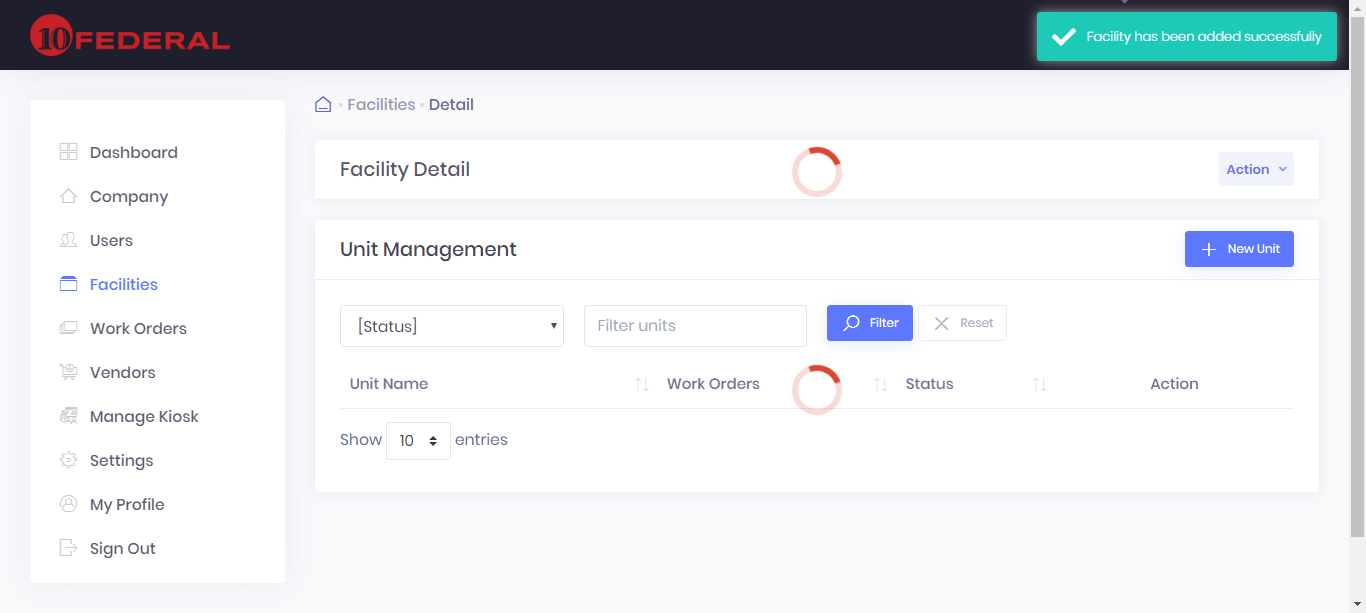 10 FEDERAL
Facility has been added successfully
Facilities
Detail
Dashboard
Company
Users
Facilities
Work Orders
Vendors
Manage Kiosk
Settings
My Profile
Sign Out
Facility Detail
Action
Unit Management
New Unit
[Status]
Filter units
Filter
Reset
Unit Name
Work Orders
Status
Action
Show 10 entries